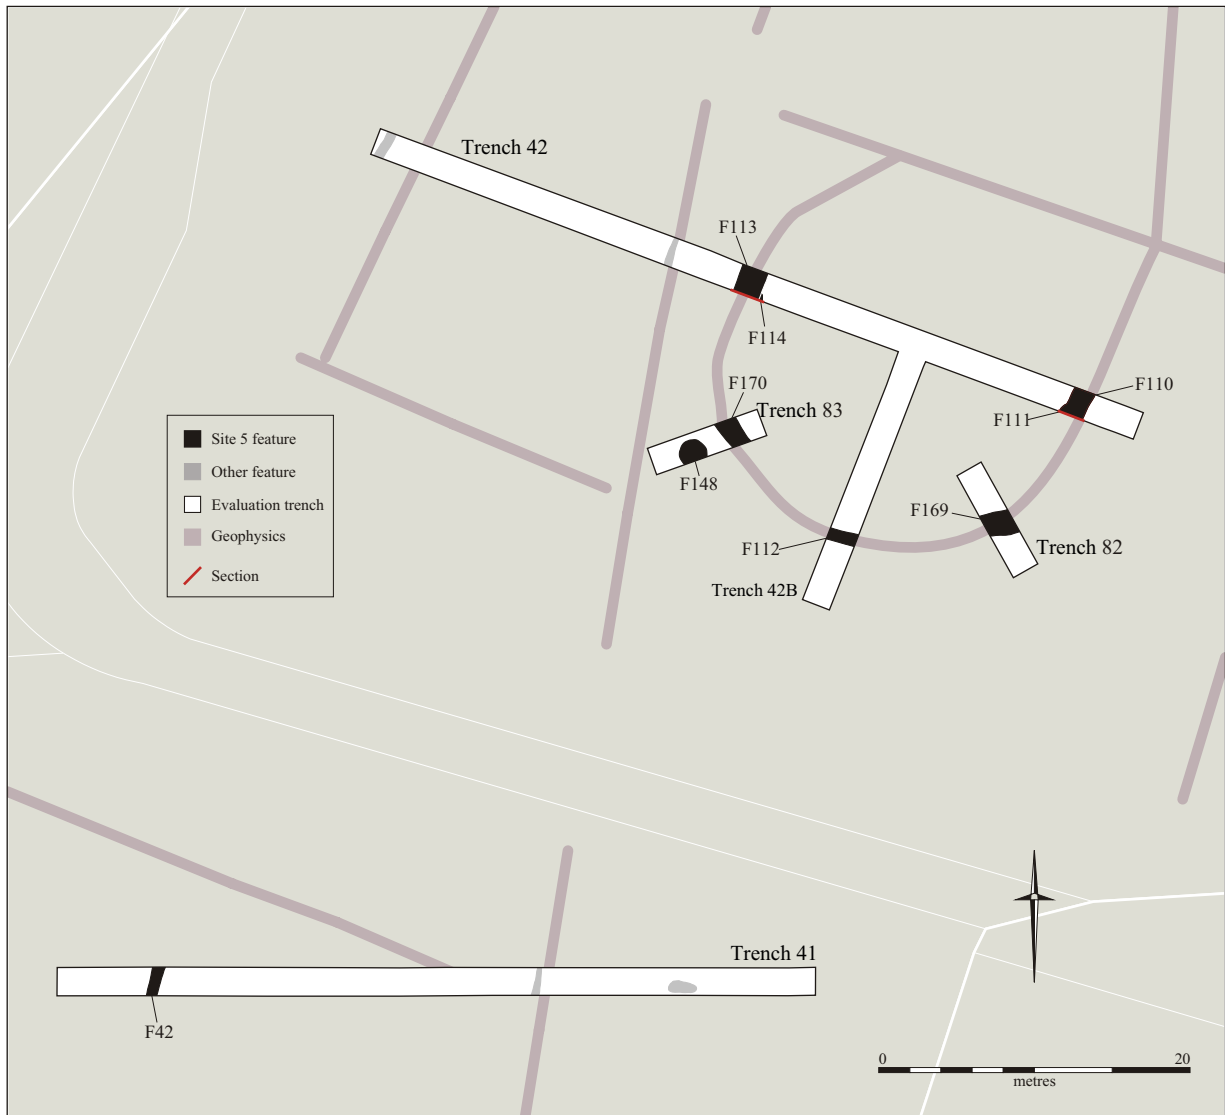 Trench 42
F113
F114
F170
Trench 83
F110
F111
F148
F169
F112
Trench 82
Trench 42B
Site 5 feature
Other feature
Evaluation trench
Geophysics
Section
Trench 41
F42
0 20
metres